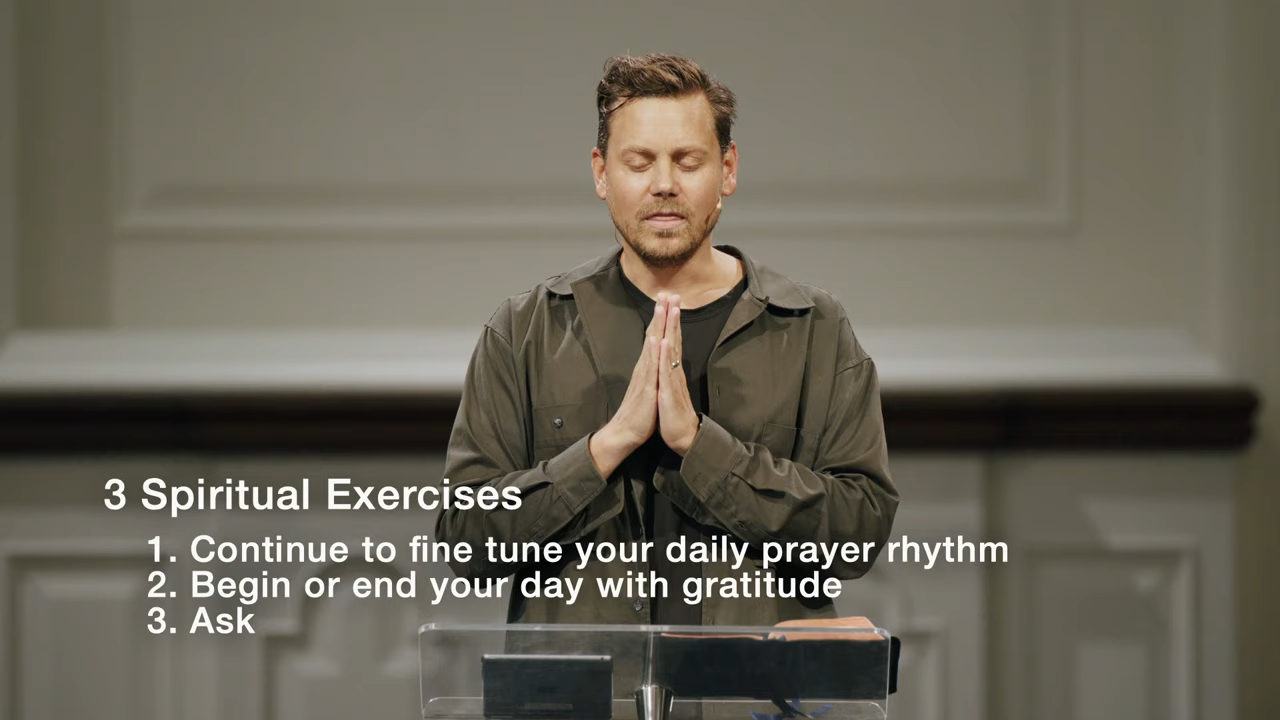 3 Spiritual Exercises
1. Continue to fine tune your daily prayer rhythm
2. Begin or end your day with gratitude
3. Ask